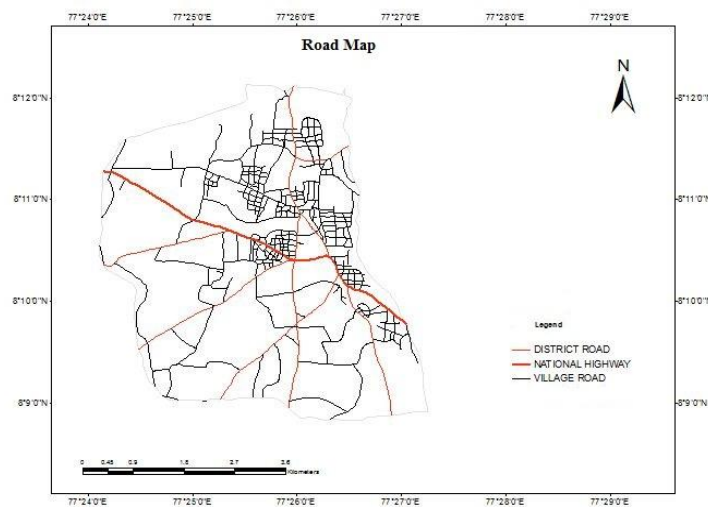 77°24'0"E 77°25'0"E 77°26'0"E 77°27'0"E 77°28'0"E 77°29'0"E
Road Map
N
8°12'0"N 8°12'0"N
8°11'0"N 8°11'0"N
8°10'0"N 8°10'0"N
Legend
DISTRICT ROAD
NATIONAL HIGHWAY
VILLAGE ROAD
8°9'0"N 8°9'0"N
0 0.45 0.9 1.8 2.7 3.6
Kilometers
77°24'0"E 77°25'0"E 77°26'0"E 77°27'0"E 77°28'0"E 77°29'0"E